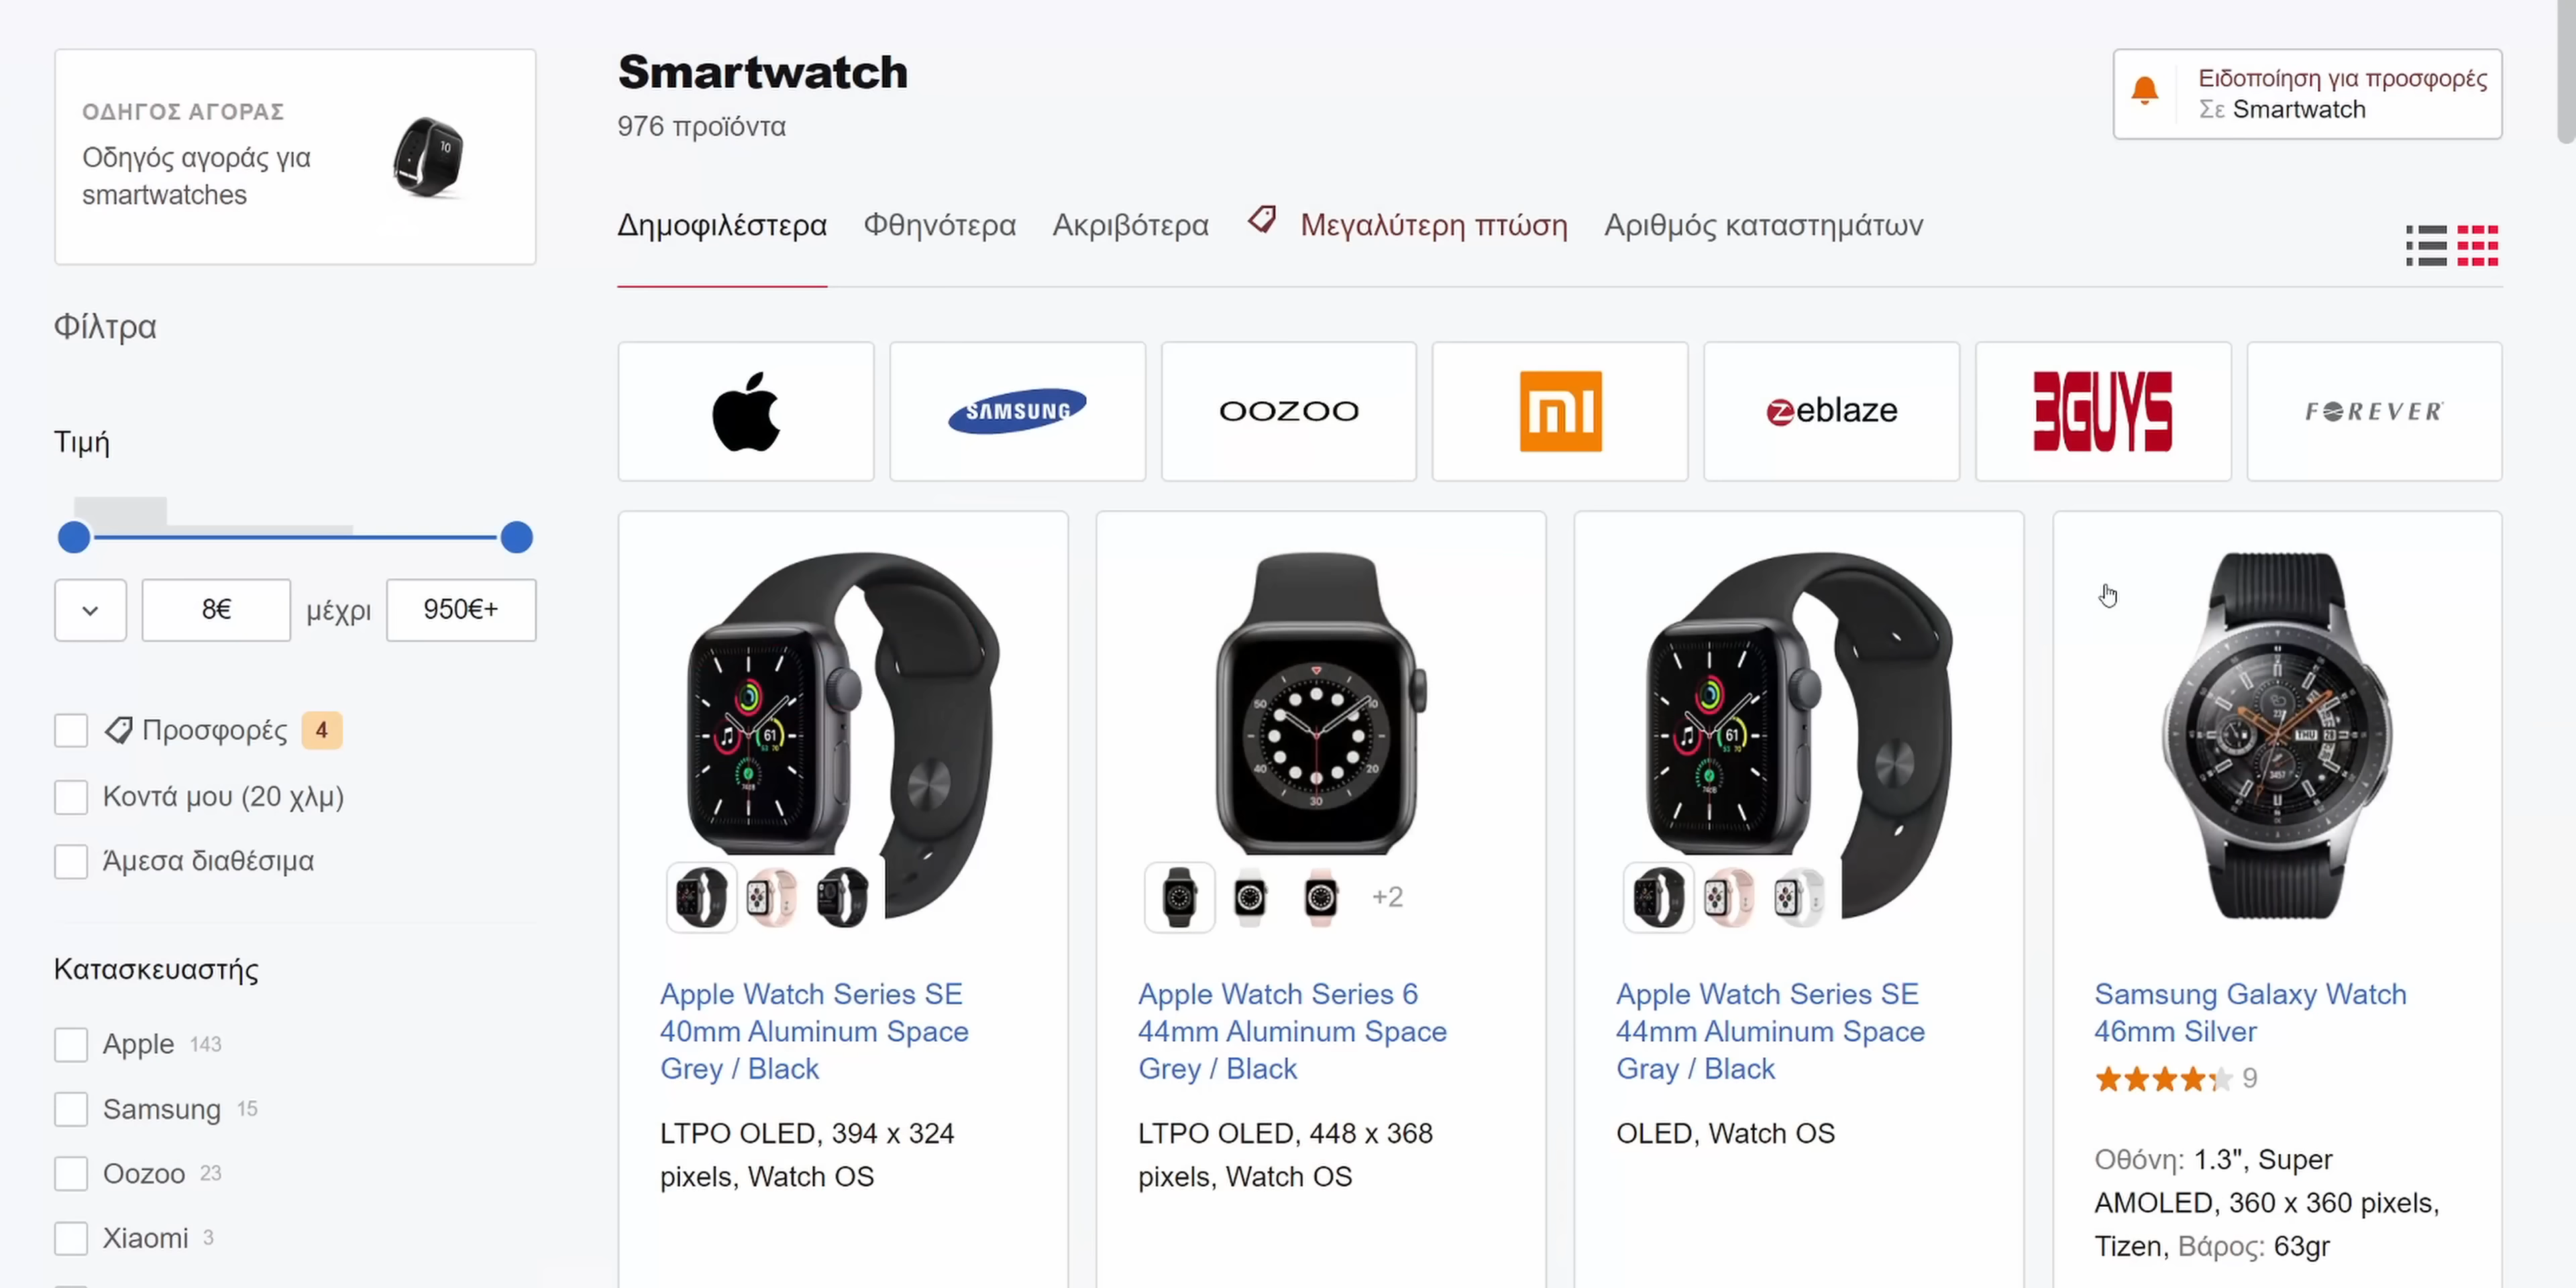 ΟΔΗΓΟΣ ΑΓΟΡΑΣ
Οδηγός αγοράς για
smartwatches
Smartwatch
976 προϊόντα
Ειδοποίηση για προσφορές
Σε Smartwatch
Δημοφιλέστερα Φθηνότερα Ακριβότερα Μεγαλύτερη πτώση Αριθμός καταστημάτων
SAMSUNG OOZOO mi zeblaze 3GUYS FOREVER
Φίλτρα
Τιμή
8€ μέχρι 950€+
Προσφορές 4
Κοντά μου (20 χλμ)
Άμεσα διαθέσιμα
Κατασκευαστής
Apple 143
Samsung 15
Oozoo 23
Xiaomi 3
Apple Watch Series SE
40mm Aluminum Space
Grey / Black
LTPO OLED, 394 x 324
pixels, Watch OS
+2
Apple Watch Series 6
44mm Aluminum Space
Grey / Black
LTPO OLED, 448 x 368
pixels, Watch OS
Apple Watch Series SE
44mm Aluminum Space
Gray / Black
OLED, Watch OS
Samsung Galaxy Watch
46mm Silver
9
Οθόνη: 1.3", Super
AMOLED, 360 x 360 pixels,
Tizen, Βάρος: 63gr